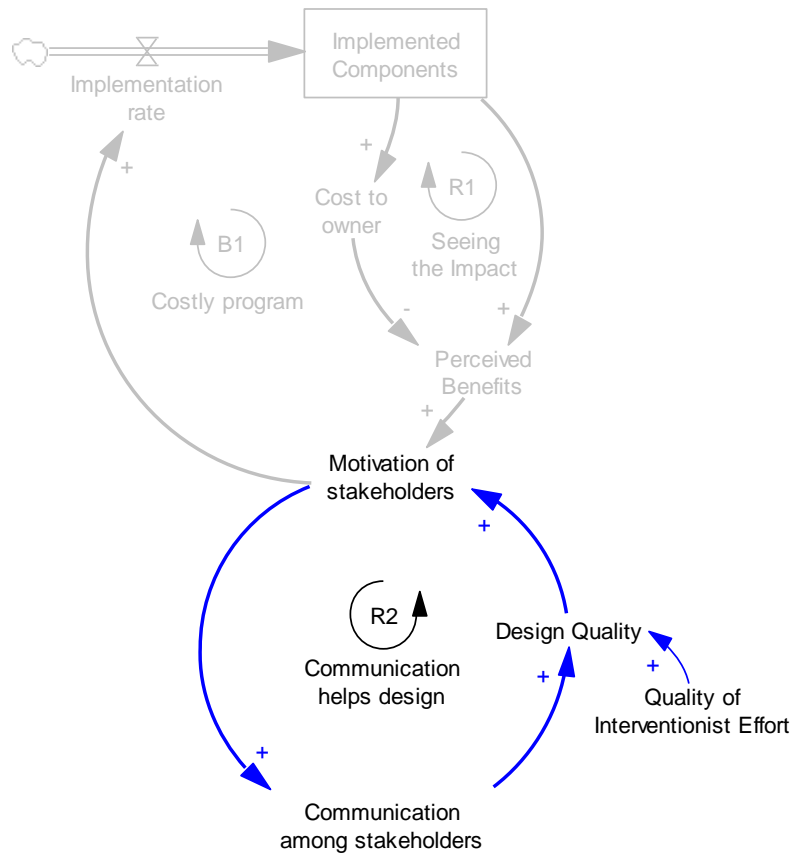 Implemented
Components
Implementation
rate
+
+
Cost to
owner
R1
Seeing
the Impact
B1
Costly program
-
+
Perceived
Benefits
+
Motivation of
stakeholders
+
R2
Communication
helps design
Design Quality
+
+
Quality of
Interventionist Effort
+
Communication
among stakeholders